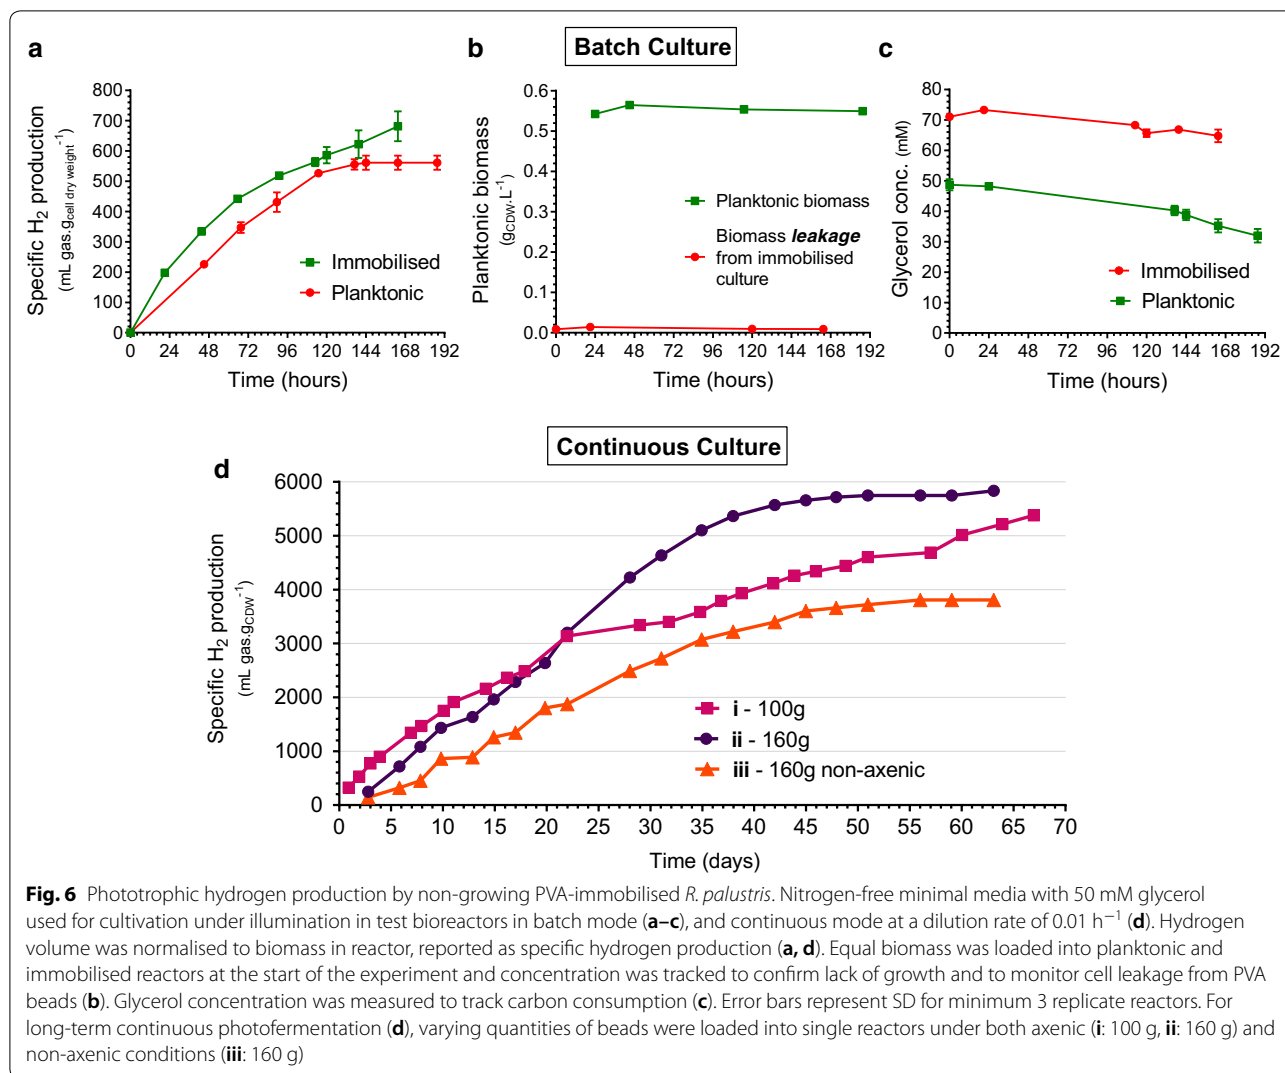 a
b
Batch Culture
c
Specific H2 production
(mL gas.gcell dry weight-1)
800
700
600
500
400
300
200
100
0
Immobilised
Planktonic
0 24 48 72 96 120 144 168 192
Time (hours)
Planktonic biomass
(gCDW.L-1)
0.6
0.5
0.4
0.3
0.2
0.1
0.0
Planktonic biomass
Biomass leakage
from immobilised
culture
0 24 48 72 96 120 144 168 192
Time (hours)
Glycerol conc. (mM)
80
70
60
50
40
30
20
10
0
Immobilised
Planktonic
0 24 48 72 96 120 144 168 192
Time (hours)
Continuous Culture
d
Specific H2 production
(mL gas.gCDW-1)
6000
5000
4000
3000
2000
1000
0
i - 100g
ii - 160g
iii - 160g non-axenic
0 5 10 15 20 25 30 35 40 45 50 55 60 65 70
Time (days)
Fig. 6 Phototrophic hydrogen production by non-growing PVA-immobilised R. palustris. Nitrogen-free minimal media with 50 mM glycerol
used for cultivation under illumination in test bioreactors in batch mode (a–c), and continuous mode at a dilution rate of 0.01 h−1 (d). Hydrogen
volume was normalised to biomass in reactor, reported as specific hydrogen production (a, d). Equal biomass was loaded into planktonic and
immobilised reactors at the start of the experiment and concentration was tracked to confirm lack of growth and to monitor cell leakage from PVA
beads (b). Glycerol concentration was measured to track carbon consumption (c). Error bars represent SD for minimum 3 replicate reactors. For
long-term continuous photofermentation (d), varying quantities of beads were loaded into single reactors under both axenic (i: 100 g, ii: 160 g) and
non-axenic conditions (iii: 160 g)